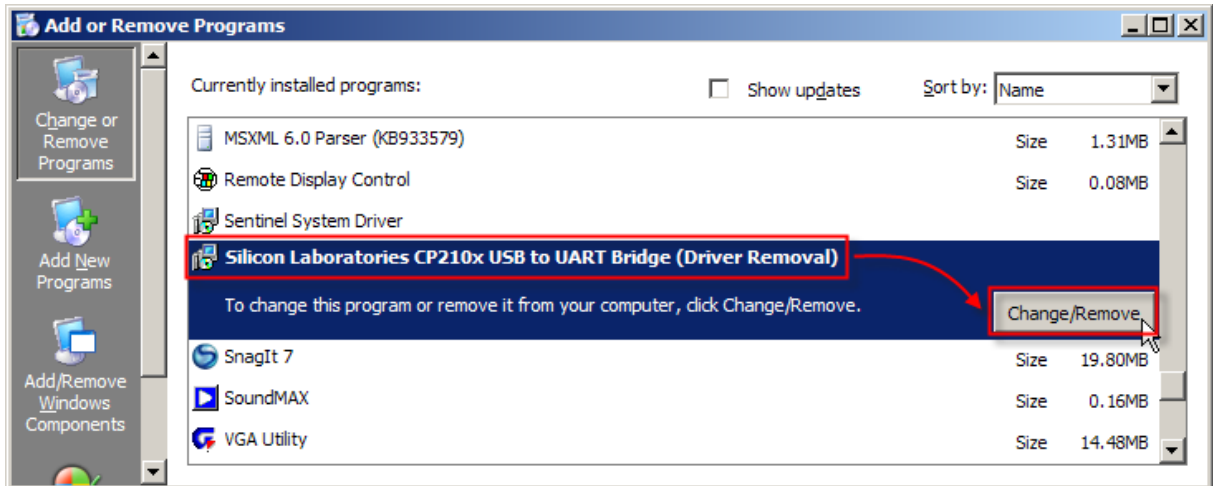 Add or Remove Programs
Change or
Remove
Programs
Add New
Programs
Add/Remove
Windows
Components
Currently installed programs:
Show updates
Sort by: Name
MSXML 6.0 Parser (KB933579) Size 1.31MB
Remote Display Control Size 0.08MB
Sentinel System Driver
Silicon Laboratories CP210x USB to UART Bridge (Driver Removal)
To change this program or remove it from your computer, click Change/Remove. Change/Remove
SnagIt 7 Size 19.80MB
SoundMAX Size 0.16MB
VGA Utility Size 14.48MB